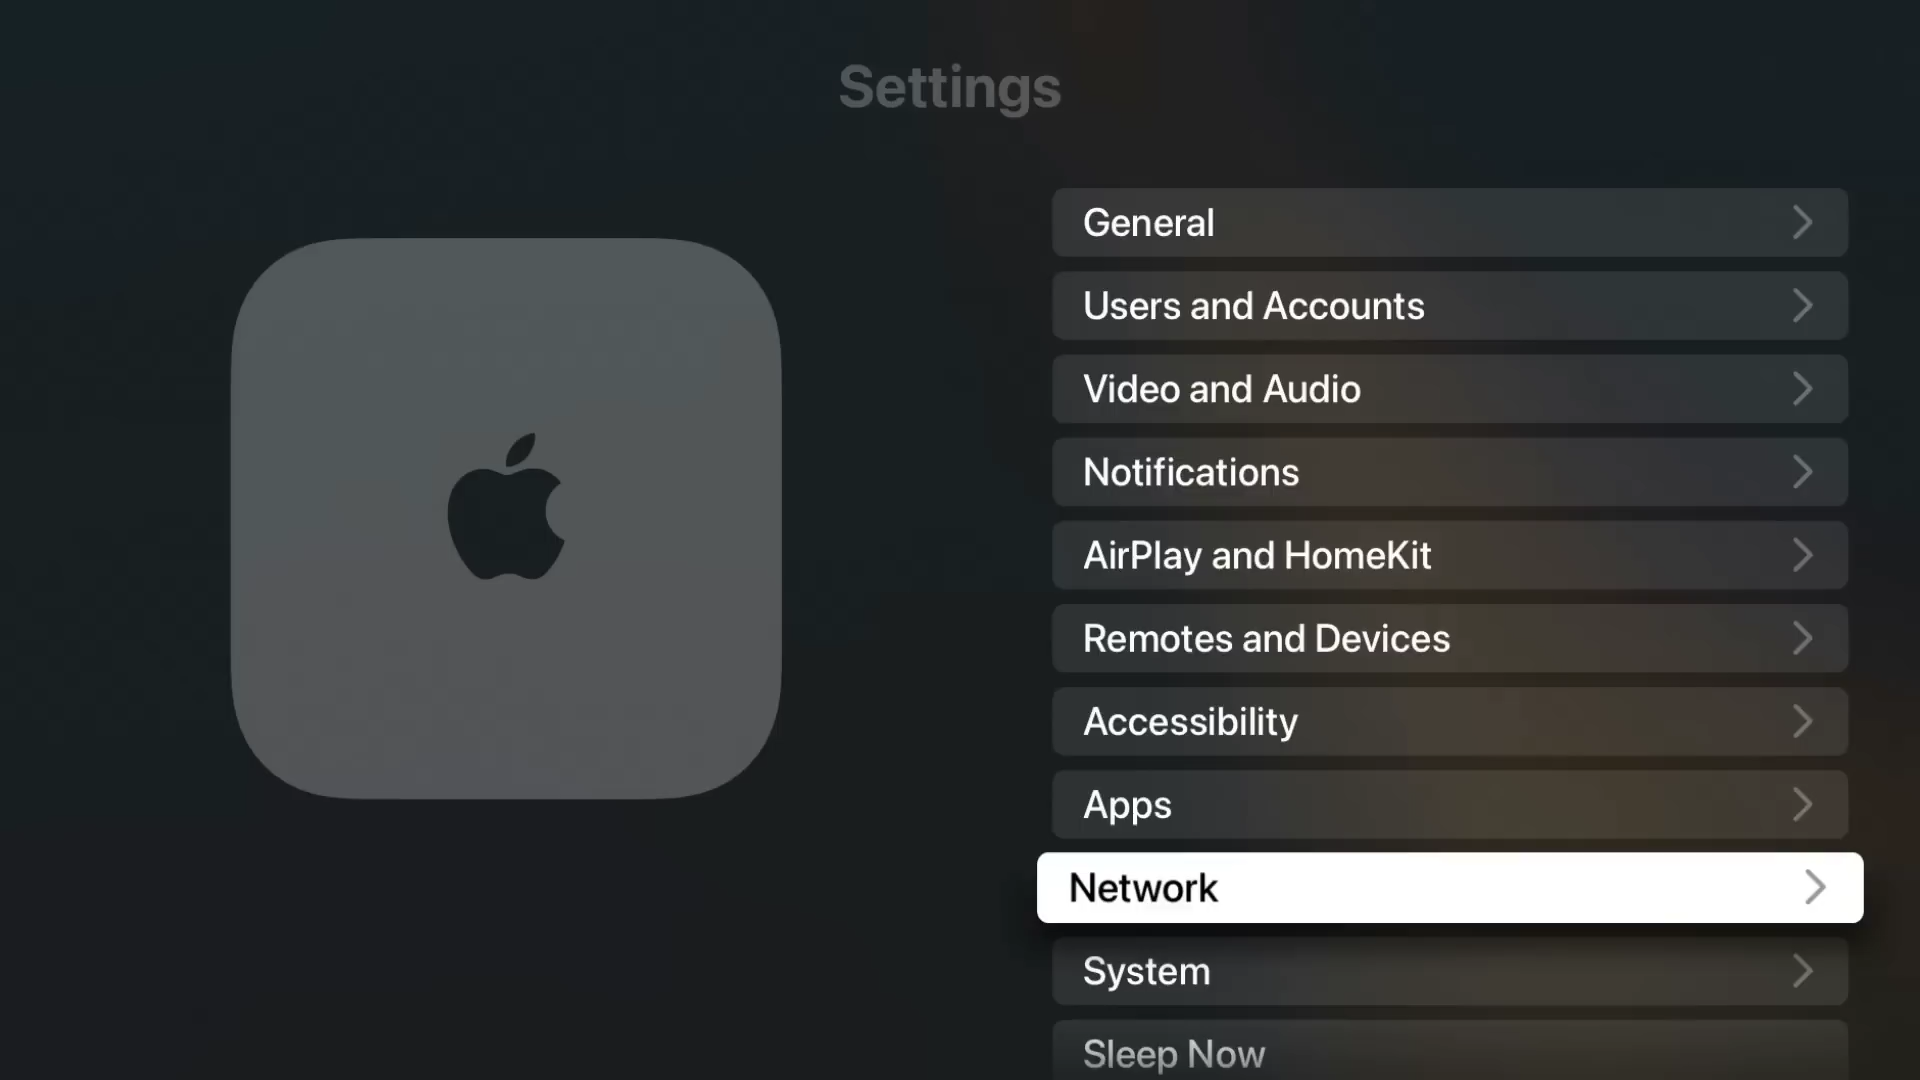 Settings
General
Users and Accounts
Video and Audio
Notifications
AirPlay and HomeKit
Remotes and Devices
Accessibility
Apps
Network
System
Sleep Now